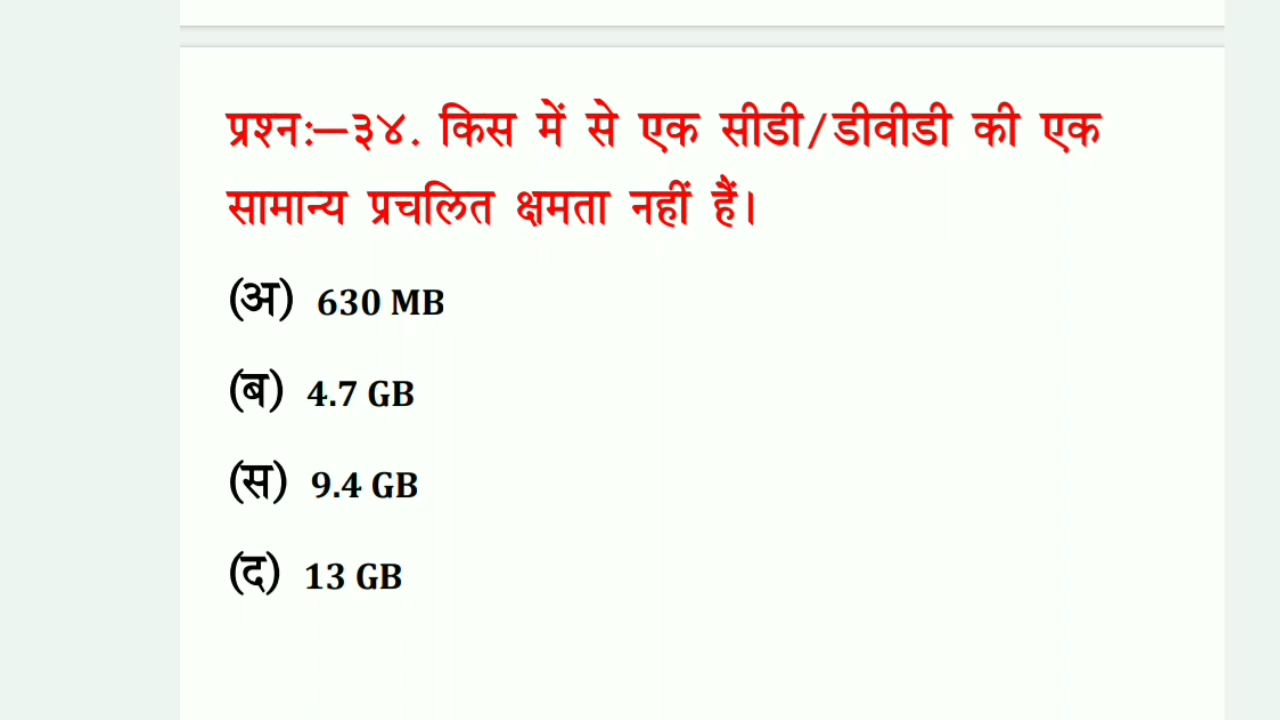 प्रश्न:–३४. किस में से एक सीडी/डीवीडी की एक
सामान्य प्रचलित क्षमता नहीं हैं।
(अ) 630 MB
(ब) 4.7 GB
(स) 9.4 GB
(द) 13 GB